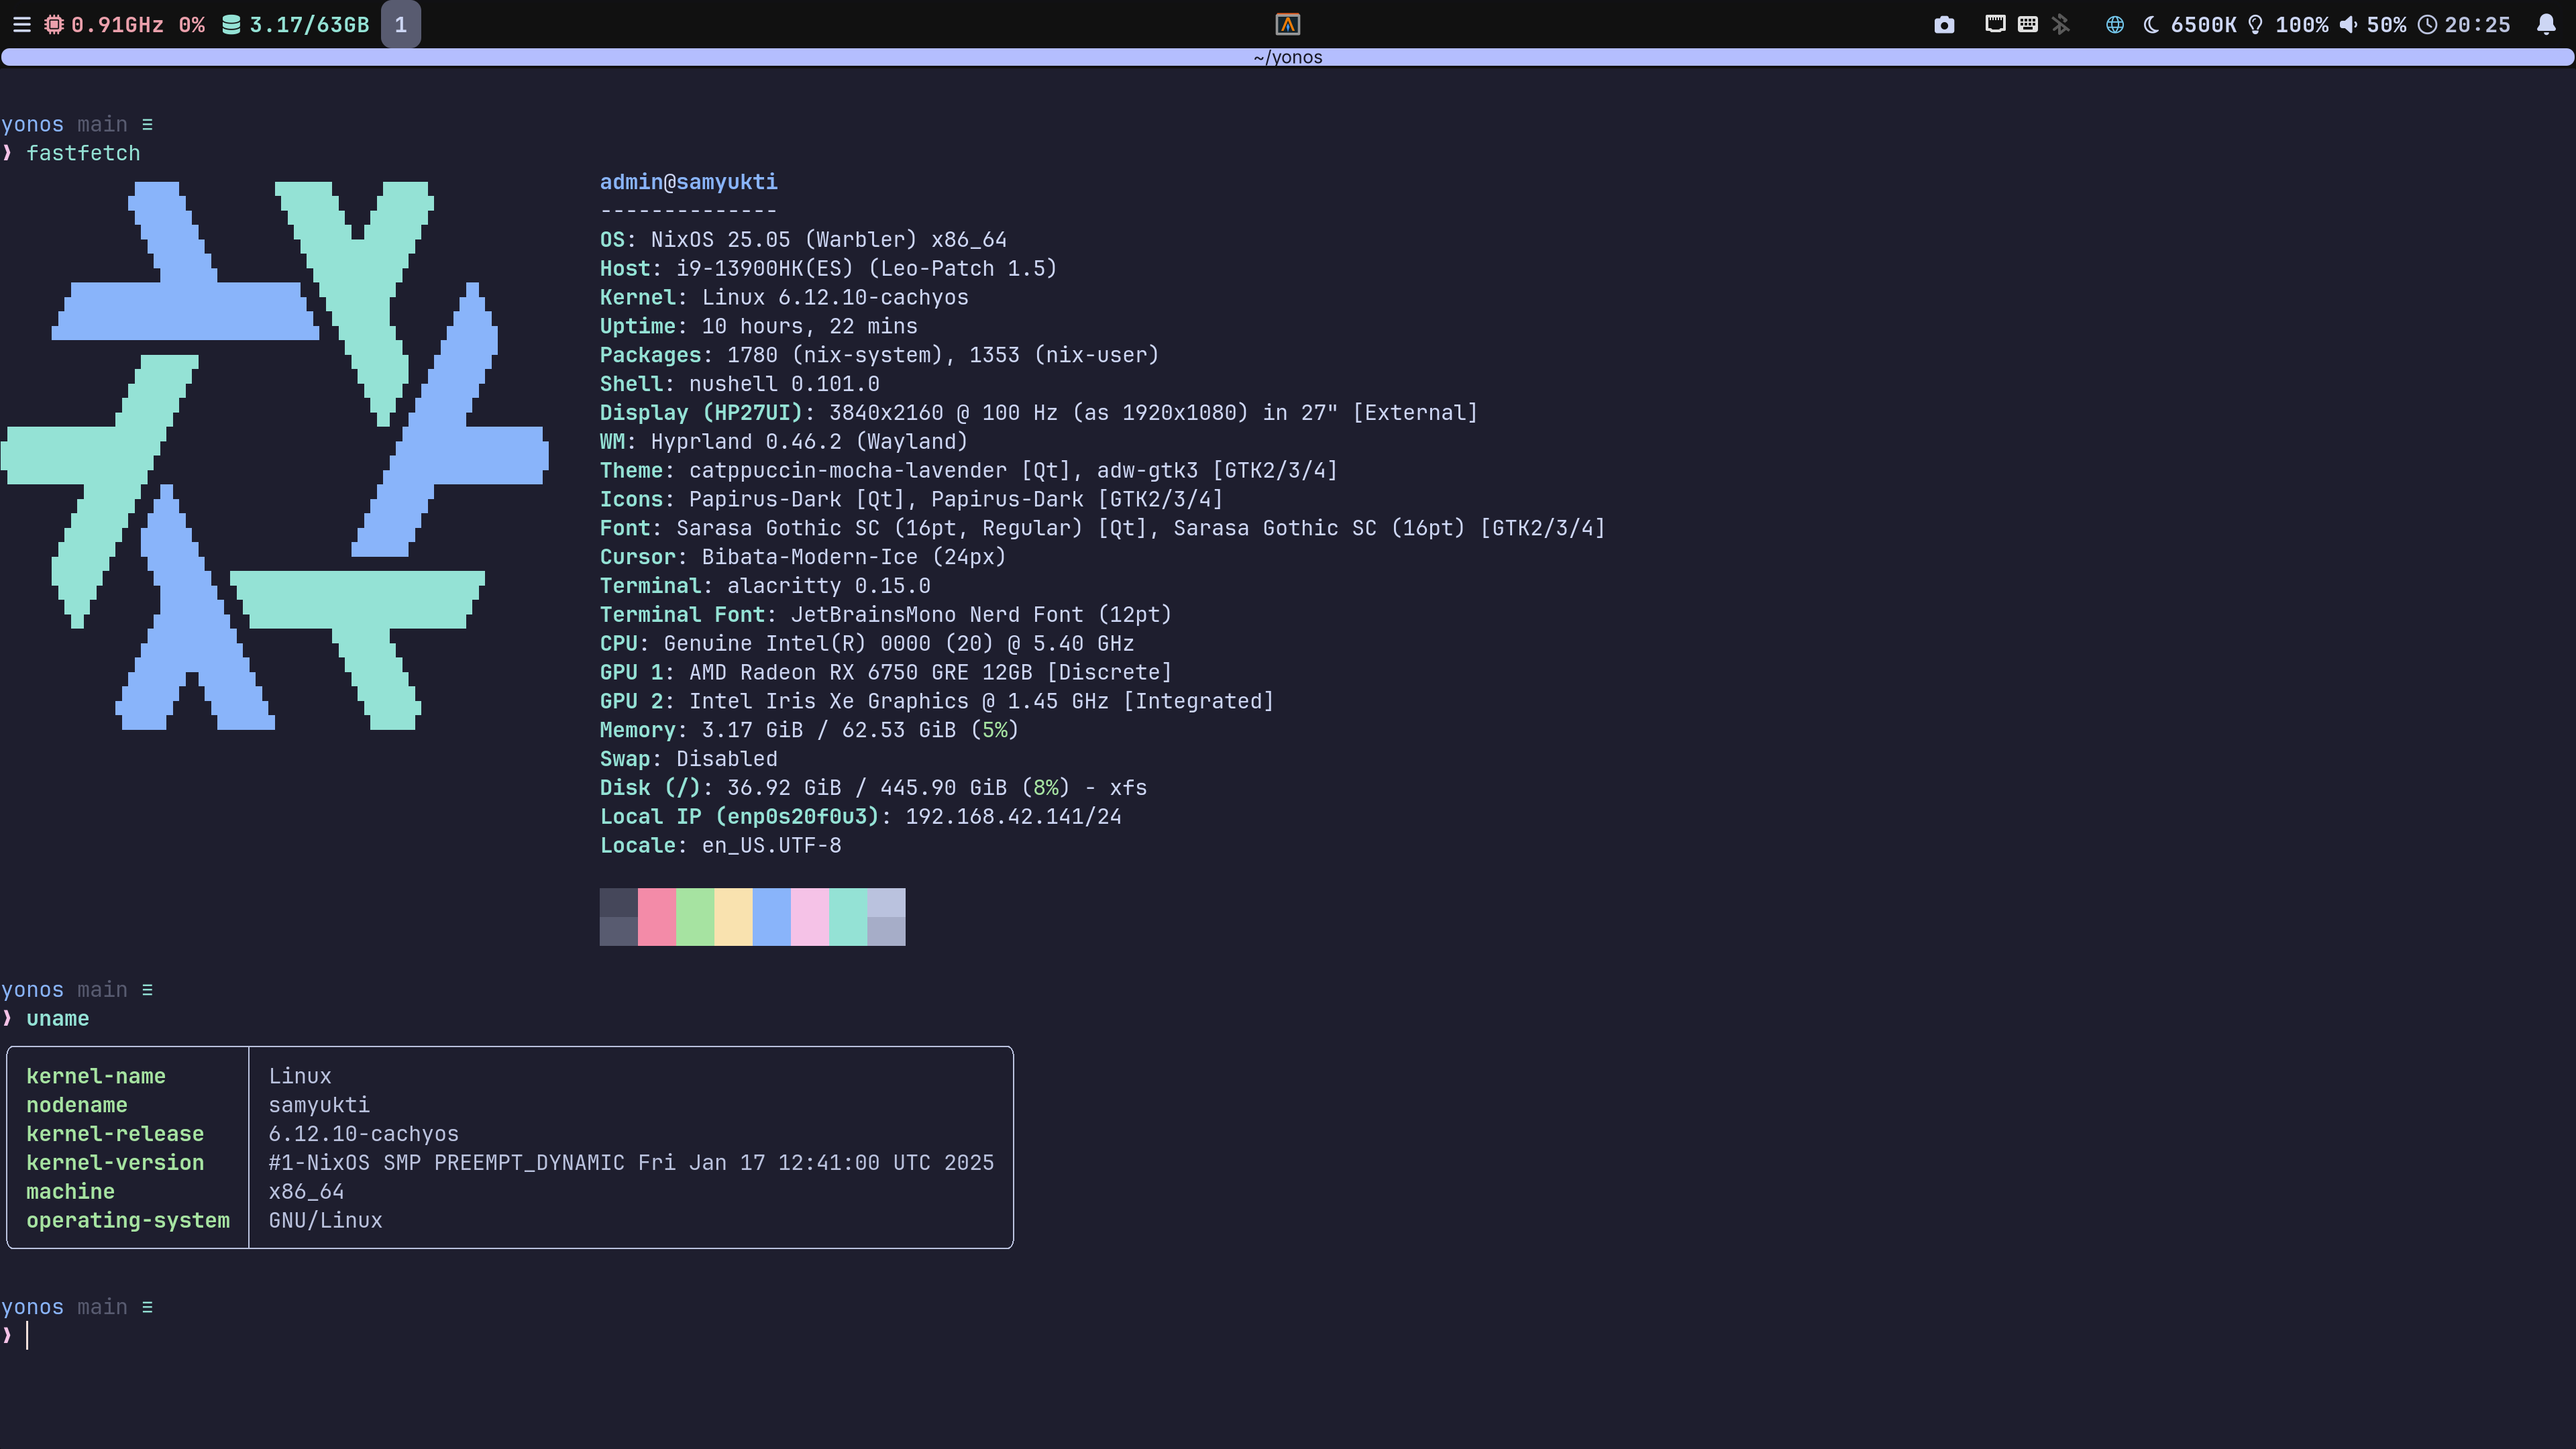 0.91GHz 0% 3.17/63GB 1 6500K 100% 50% 20:25
~/yonos
yonos main ≡
❱ fastfetch
admin@samyukti
--------------
OS: NixOS 25.05 (Warbler) x86_64
Host: i9-13900HK(ES) (Leo-Patch 1.5)
Kernel: Linux 6.12.10-cachyos
Uptime: 10 hours, 22 mins
Packages: 1780 (nix-system), 1353 (nix-user)
Shell: nushell 0.101.0
Display (HP27UI): 3840x2160 @ 100 Hz (as 1920x1080) in 27" [External]
WM: Hyprland 0.46.2 (Wayland)
Theme: catppuccin-mocha-lavender [Qt], adw-gtk3 [GTK2/3/4]
Icons: Papirus-Dark [Qt], Papirus-Dark [GTK2/3/4]
Font: Sarasa Gothic SC (16pt, Regular) [Qt], Sarasa Gothic SC (16pt) [GTK2/3/4]
Cursor: Bibata-Modern-Ice (24px)
Terminal: alacritty 0.15.0
Terminal Font: JetBrainsMono Nerd Font (12pt)
CPU: Genuine Intel(R) 0000 (20) @ 5.40 GHz
GPU 1: AMD Radeon RX 6750 GRE 12GB [Discrete]
GPU 2: Intel Iris Xe Graphics @ 1.45 GHz [Integrated]
Memory: 3.17 GiB / 62.53 GiB (5%)
Swap: Disabled
Disk (/): 36.92 GiB / 445.90 GiB (8%) - xfs
Local IP (enp0s20f0u3): 192.168.42.141/24
Locale: en_US.UTF-8
yonos main ≡
❱ uname
kernel-name Linux
nodename samyukti
kernel-release 6.12.10-cachyos
kernel-version #1-NixOS SMP PREEMPT_DYNAMIC Fri Jan 17 12:41:00 UTC 2025
machine x86_64
operating-system GNU/Linux
yonos main ≡
❱